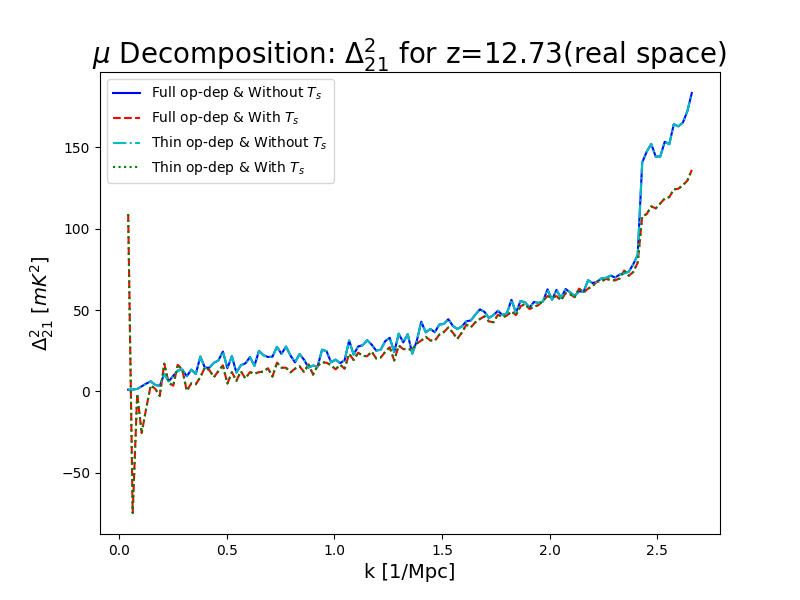 μ Decomposition: Δ²₂₁ for z=12.73(real space)
Full op-dep & Without Tₛ
Full op-dep & With Tₛ
Thin op-dep & Without Tₛ
Thin op-dep & With Tₛ
150
100
50
0
−50
Δ²₂₁ [mK²]
0.0 0.5 1.0 1.5 2.0 2.5
k [1/Mpc]